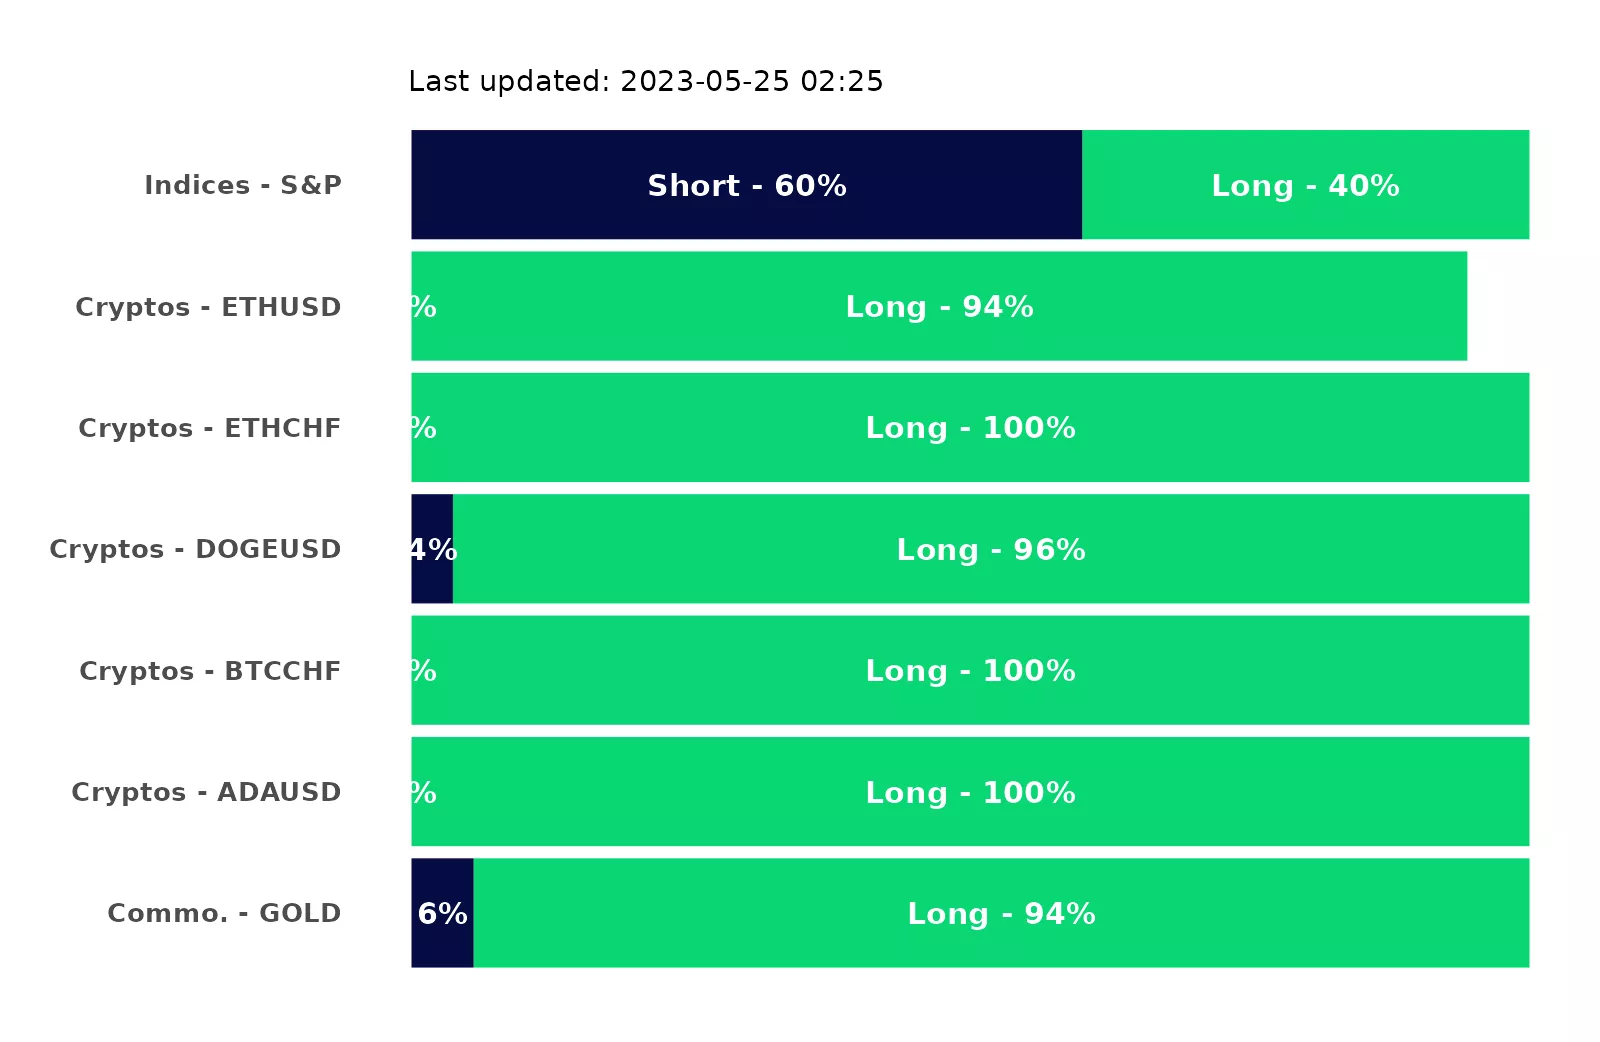 Last updated: 2023-05-25 02:25
Indices - S&P Short - 60% Long - 40%
Cryptos - ETHUSD % Long - 94%
Cryptos - ETHCHF % Long - 100%
Cryptos - DOGEUSD 4% Long - 96%
Cryptos - BTCCHF % Long - 100%
Cryptos - ADAUSD % Long - 100%
Commo. - GOLD 6% Long - 94%